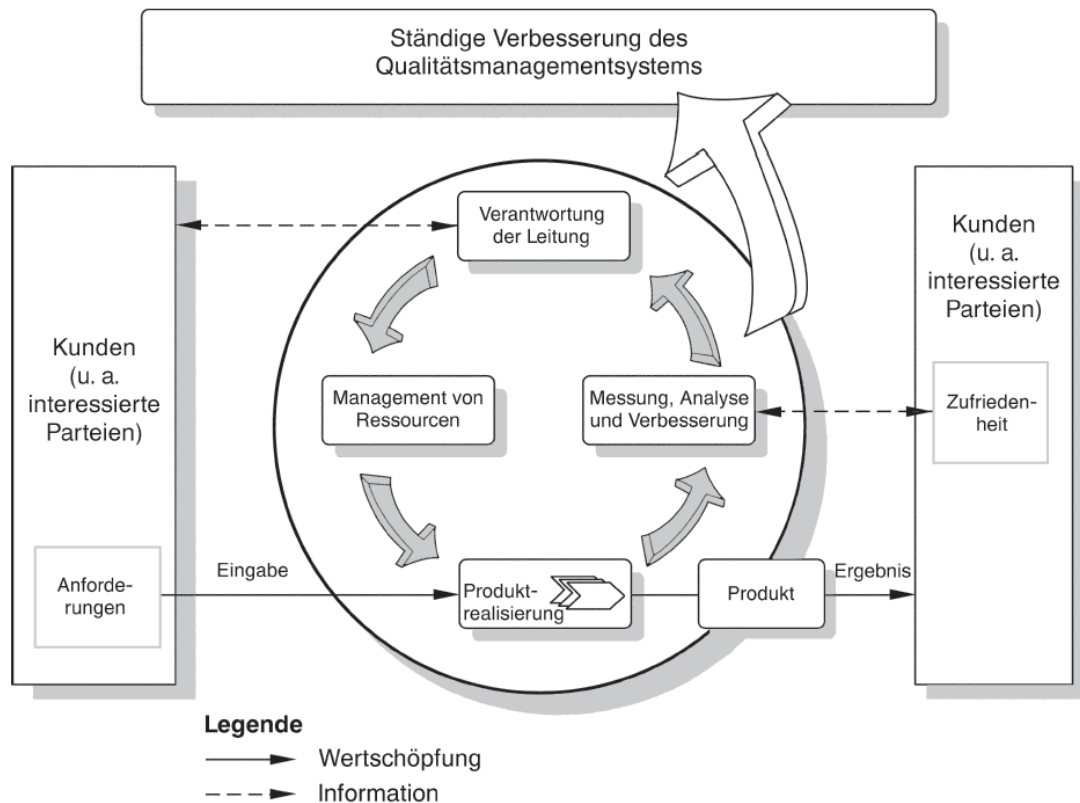 Ständige Verbesserung des
Qualitätsmanagementsystems
Verantwortung
der Leitung
Kunden
(u. a.
interessierte
Parteien)
Kunden
(u. a.
interessierte
Parteien)
Management von
Ressourcen
Messung, Analyse
und Verbesserung
Zufrieden-
heit
Anforde-
rungen
Eingabe
Produkt-
realisierung
Produkt
Ergebnis
Legende
Wertschöpfung
Information